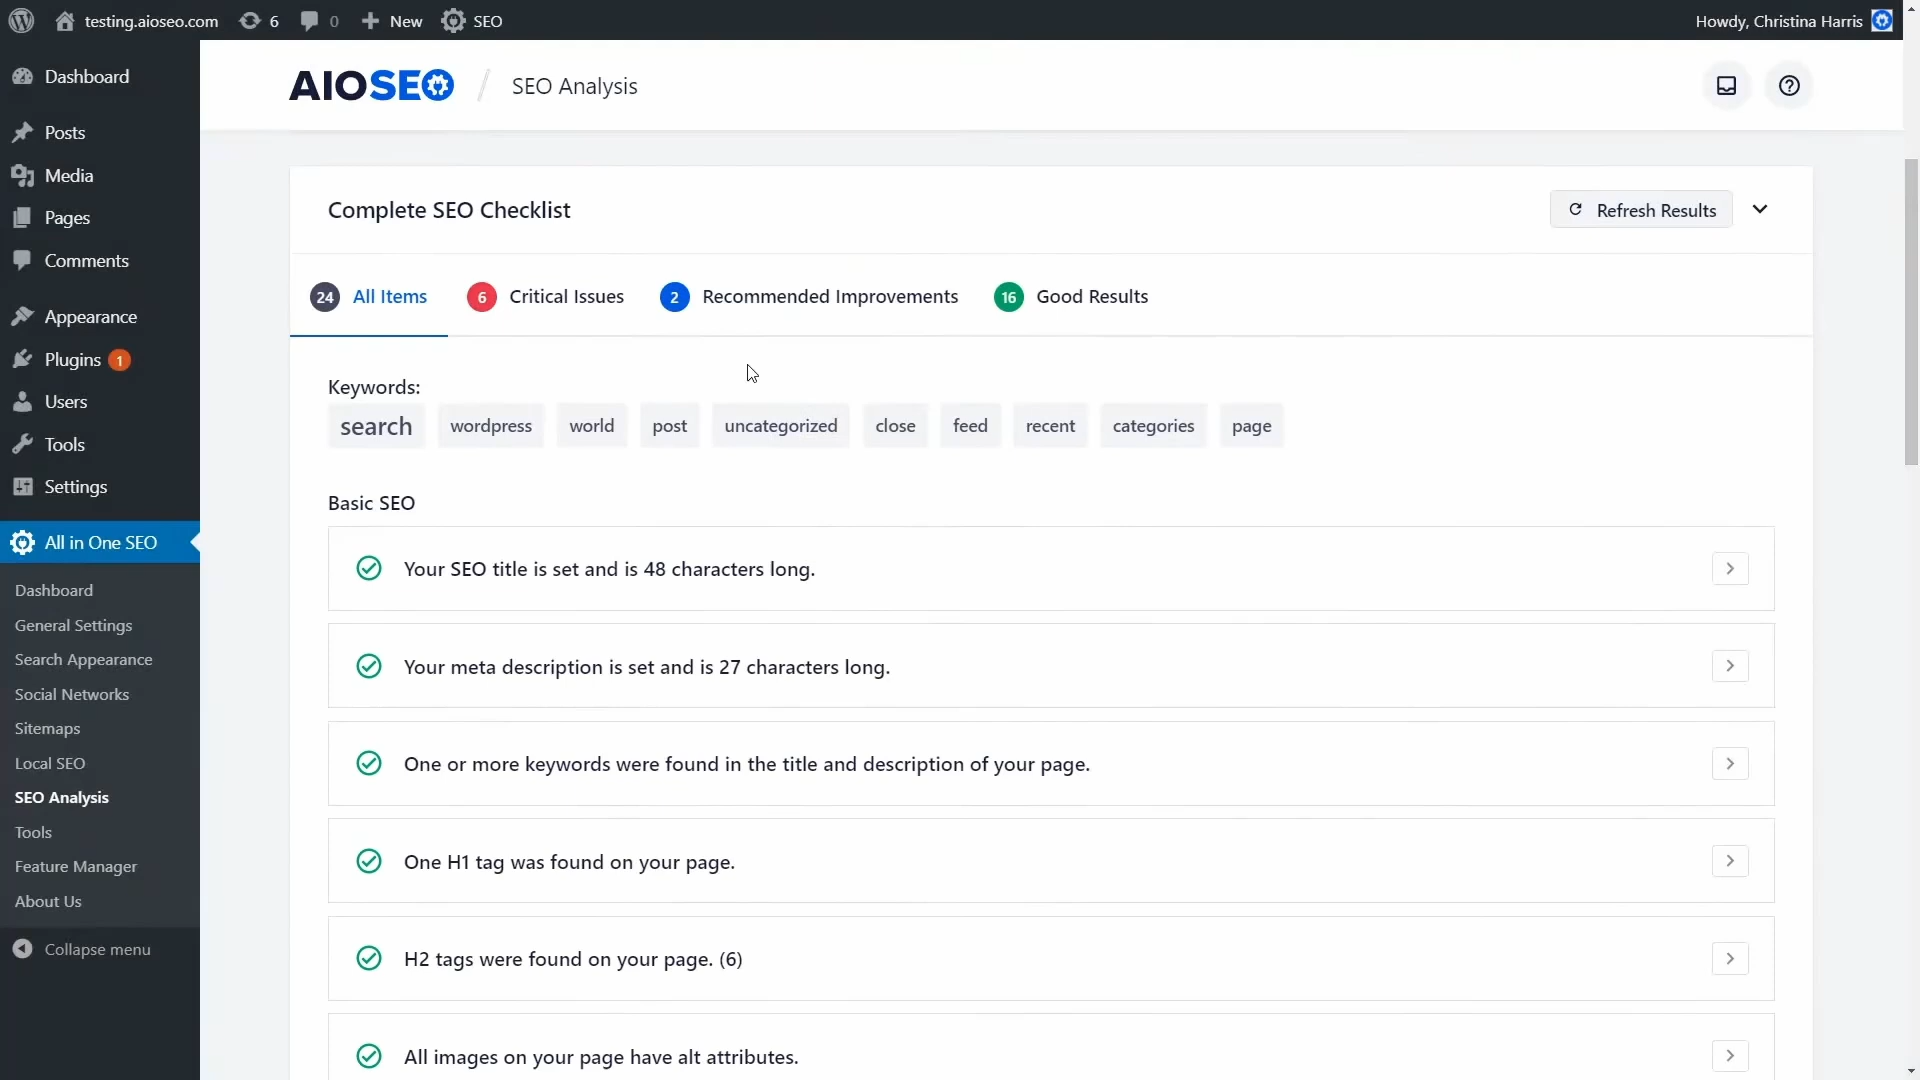 testing.aioseo.com 6 0 New SEO Howdy, Christina Harris
Dashboard
Posts
Media
Pages
Comments
Appearance
Plugins 1
Users
Tools
Settings
All in One SEO
Dashboard
General Settings
Search Appearance
Social Networks
Sitemaps
Local SEO
SEO Analysis
Tools
Feature Manager
About Us
Collapse menu
AIOSEO / SEO Analysis
Complete SEO Checklist Refresh Results
24 All Items 6 Critical Issues 2 Recommended Improvements 16 Good Results
Keywords:
search wordpress world post uncategorized close feed recent categories page
Basic SEO
Your SEO title is set and is 48 characters long.
Your meta description is set and is 27 characters long.
One or more keywords were found in the title and description of your page.
One H1 tag was found on your page.
H2 tags were found on your page. (6)
All images on your page have alt attributes.